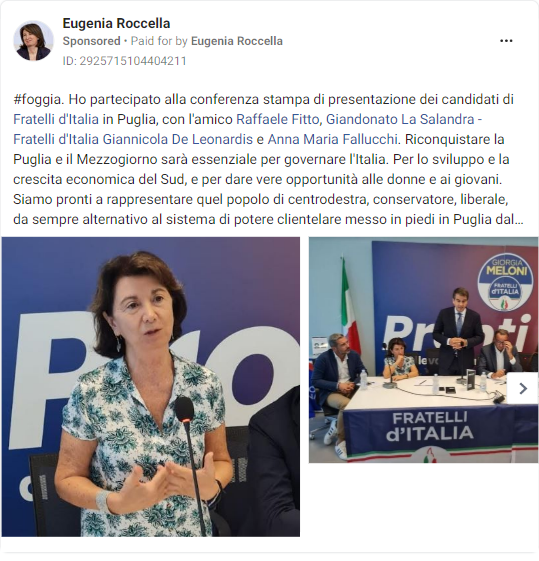 Eugenia Roccella
Sponsored • Paid for by Eugenia Roccella
ID: 2925715104404211
#foggia. Ho partecipato alla conferenza stampa di presentazione dei candidati di
Fratelli d'Italia in Puglia, con l'amico Raffaele Fitto, Giandonato La Salandra -
Fratelli d'Italia Giannicola De Leonardis e Anna Maria Fallucchi. Riconquistare la
Puglia e il Mezzogiorno sarà essenziale per governare l'Italia. Per lo sviluppo e la
crescita economica del Sud, e per dare vere opportunità alle donne e ai giovani.
Siamo pronti a rappresentare quel popolo di centrodestra, conservatore, liberale,
da sempre alternativo al sistema di potere clientelare messo in piedi in Puglia dal...
Pro
GIORGIA
MELONI
FRATELLI
d'ITALIA
Pronti
FRATELLI
d'ITALIA